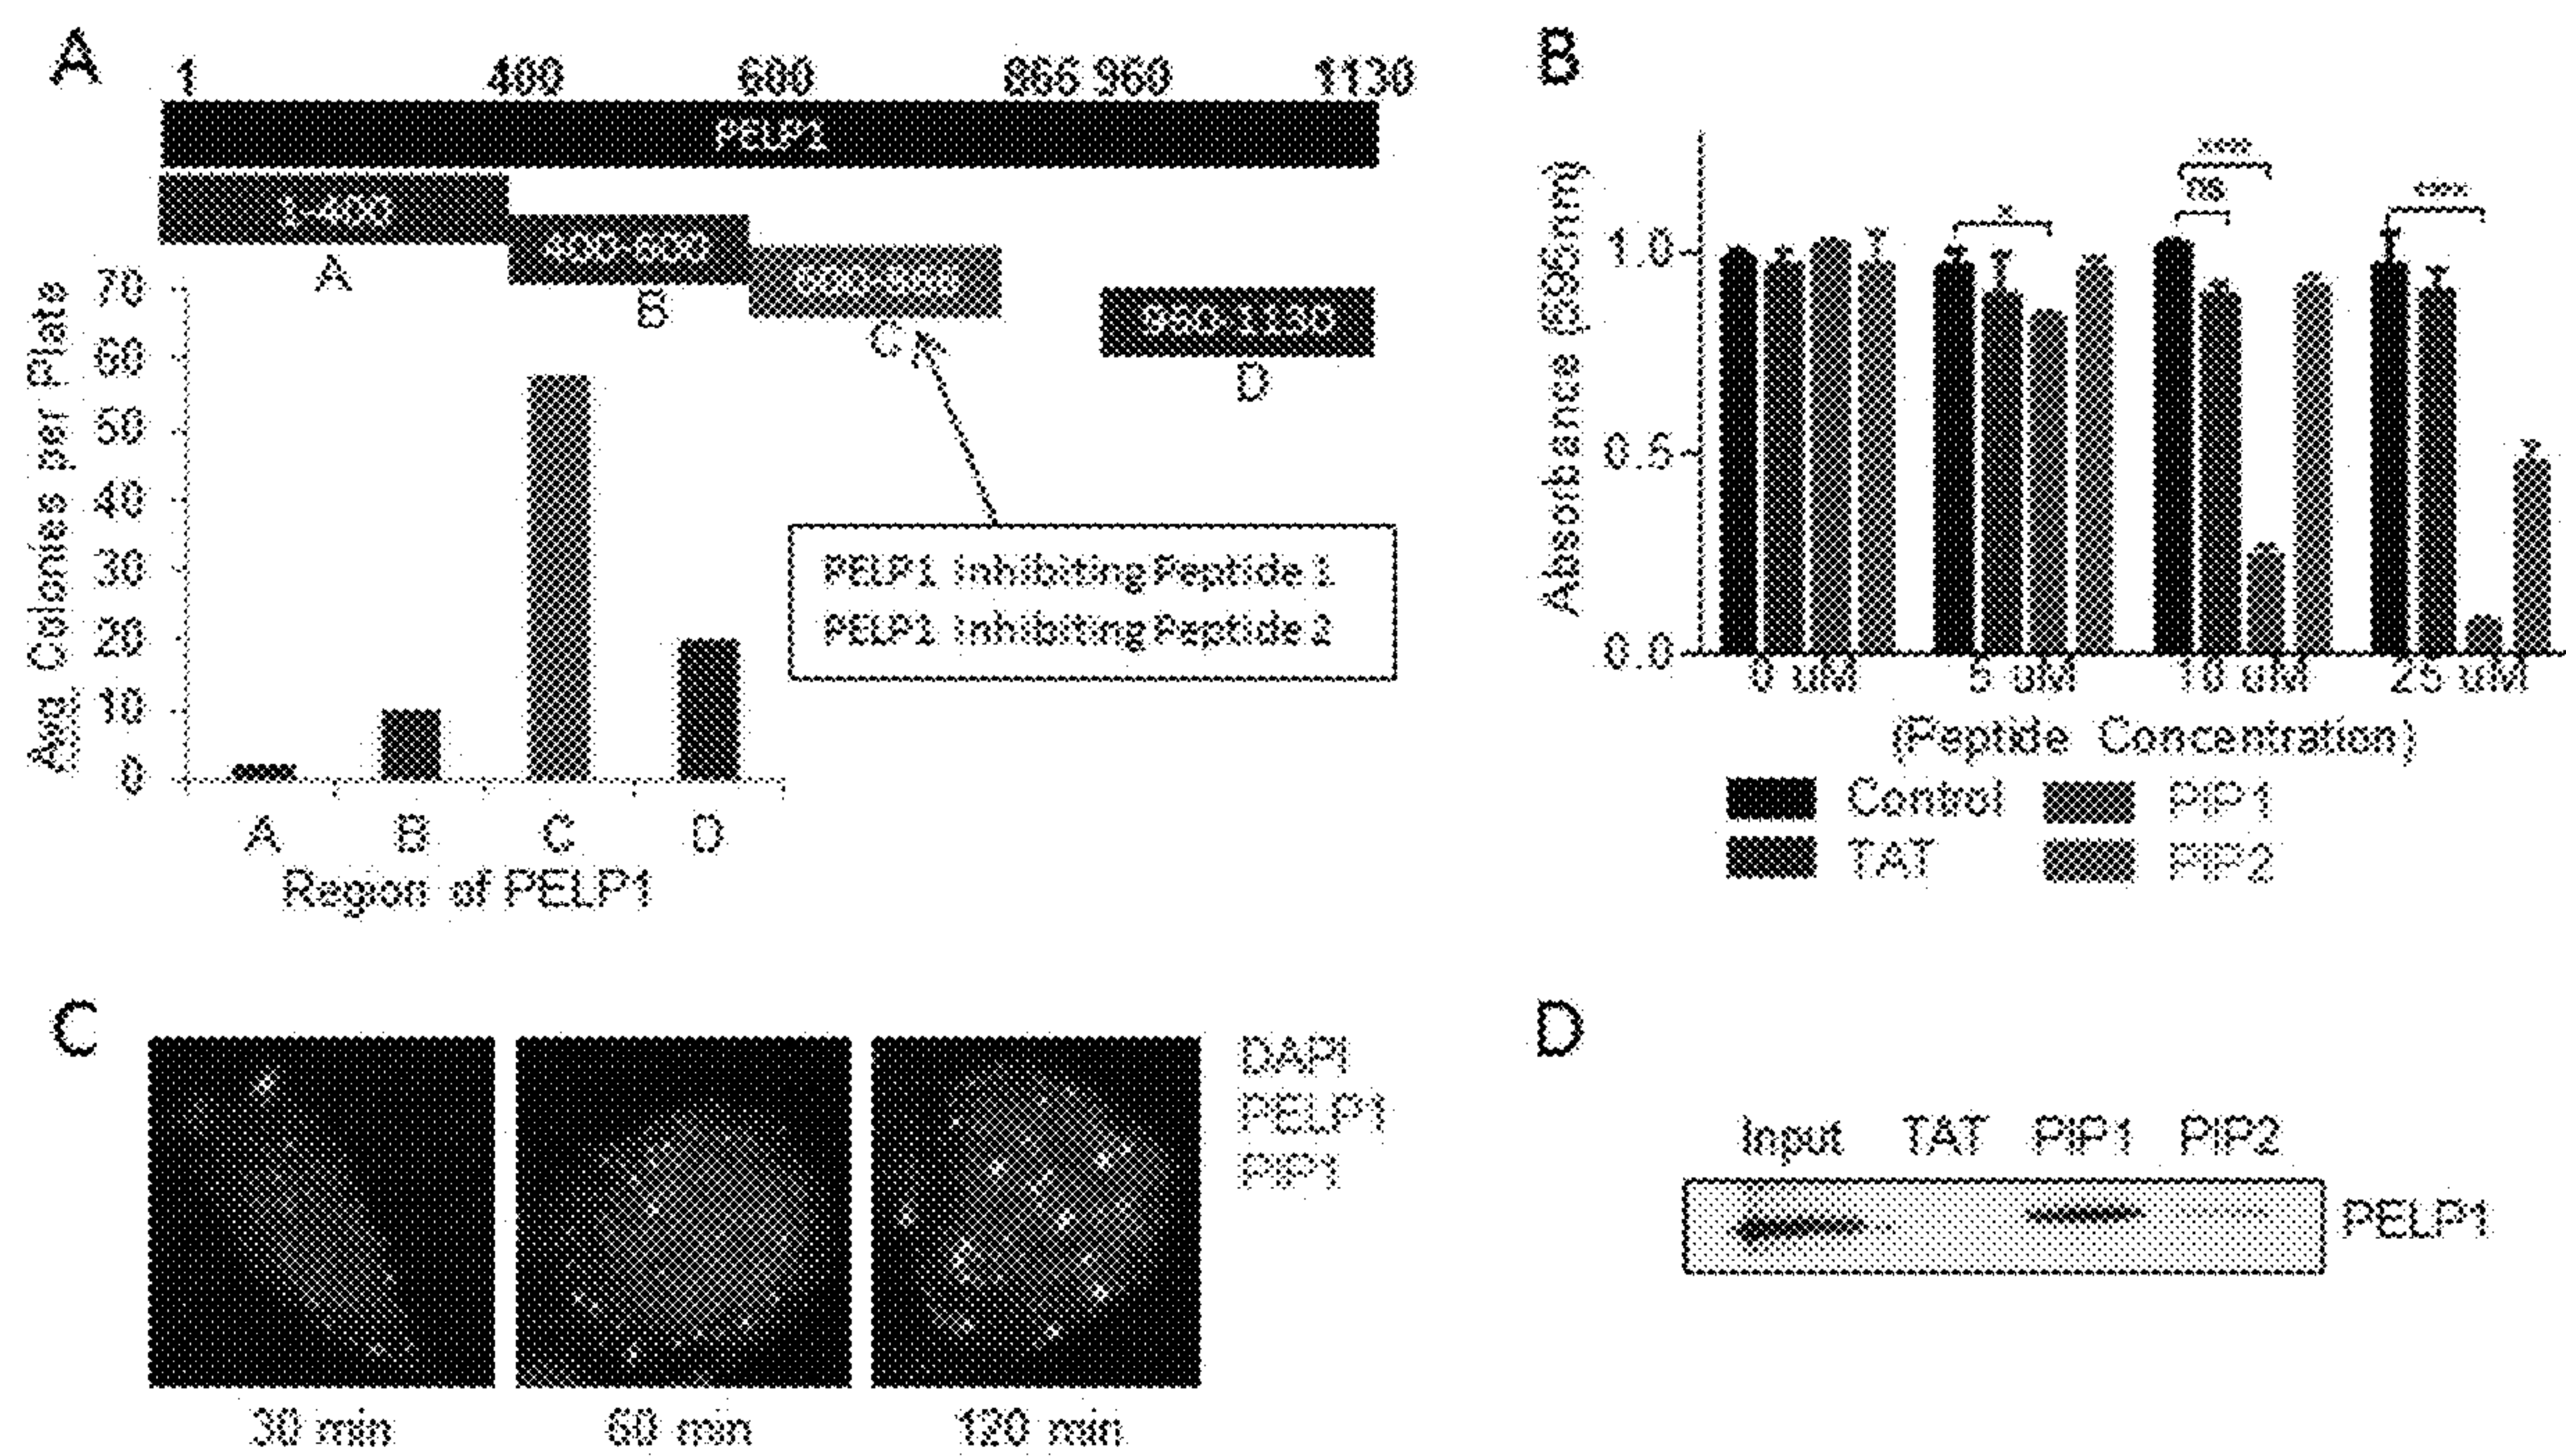 A
1 400 600 866 960 1130
PELP1
1-400
A
B
C
960-1130
D
Avg. Colonies per Plate
70
60
50
40
30
20
10
0
A B C D
Region of PELP1
PELP1 Inhibiting Peptide 1
PELP1 Inhibiting Peptide 2
B
Absorbance (605nm)
1.0
0.5
0.0
*
ns
0 uM 5 uM 10 uM 25 uM
(Peptide Concentration)
Control PIP1
TAT PIP2
C
DAPI
PELP1
PIP1
30 min 60 min 120 min
D
Input TAT PIP1 PIP2
PELP1